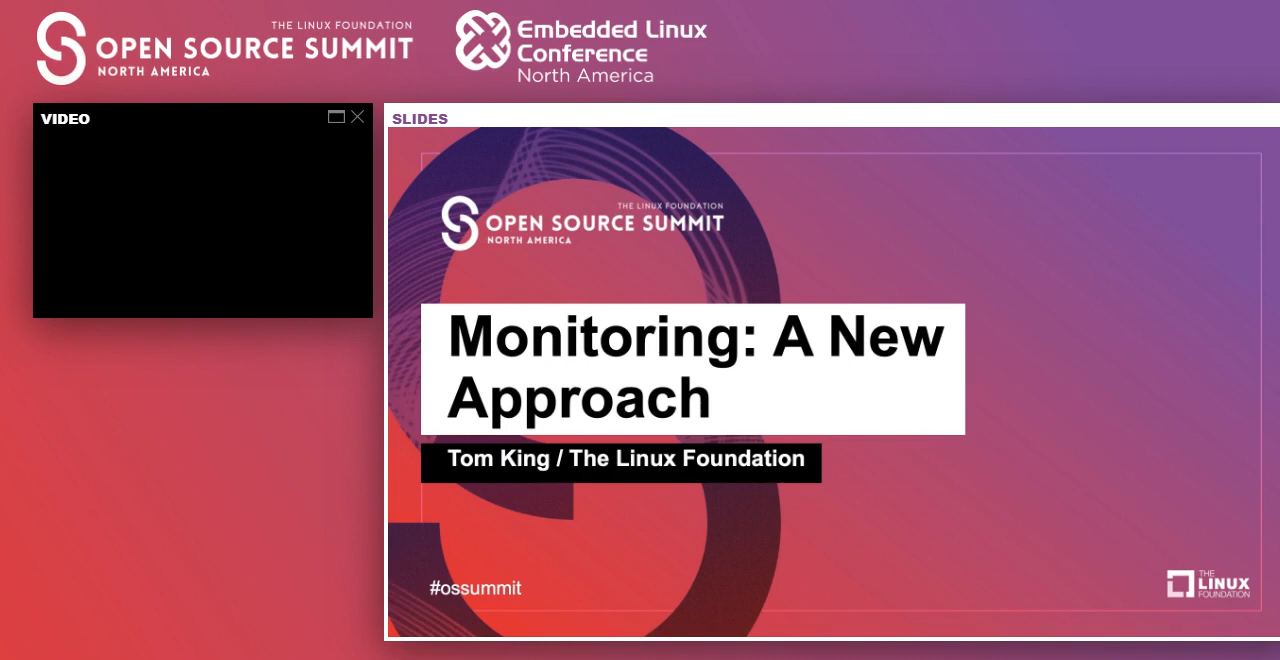 THE LINUX FOUNDATION
OPEN SOURCE SUMMIT
NORTH AMERICA
Embedded Linux
Conference
North America
VIDEO
SLIDES
THE LINUX FOUNDATION
OPEN SOURCE SUMMIT
NORTH AMERICA
Monitoring: A New
Approach
Tom King / The Linux Foundation
#ossummit
THE
LINUX
FOUNDATION